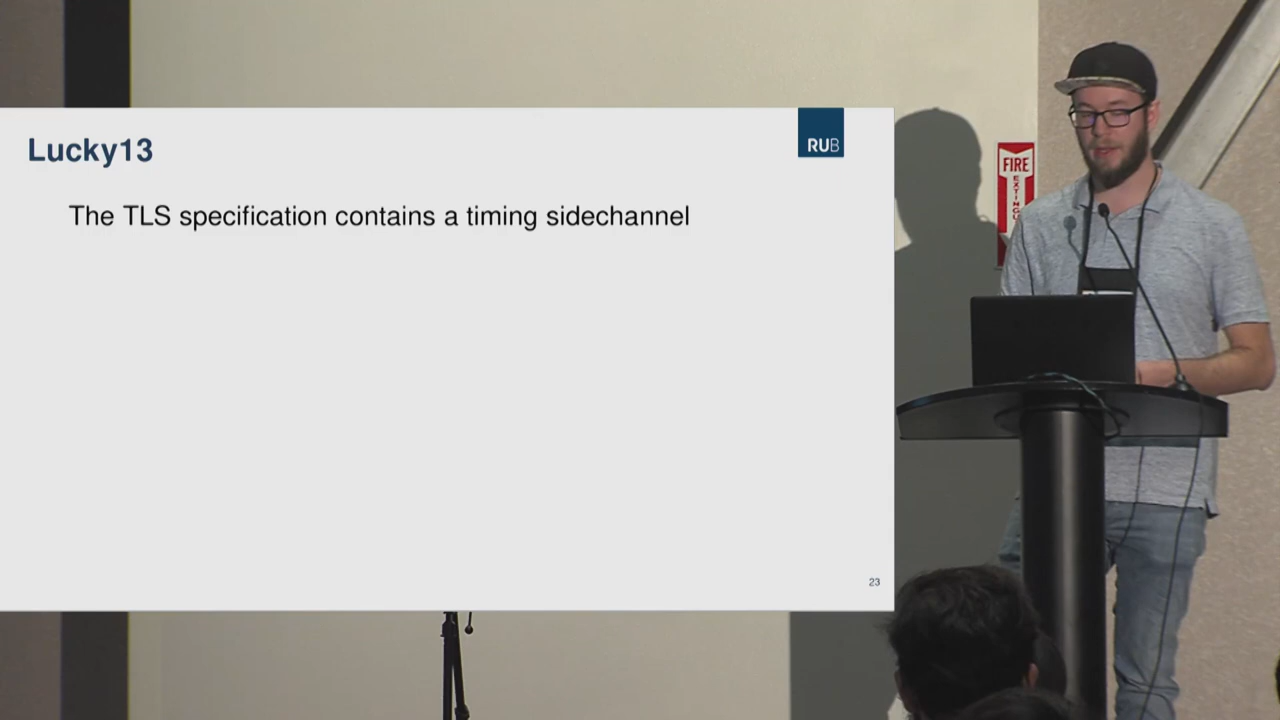 Lucky13
RUB
The TLS specification contains a timing sidechannel
23
FIRE